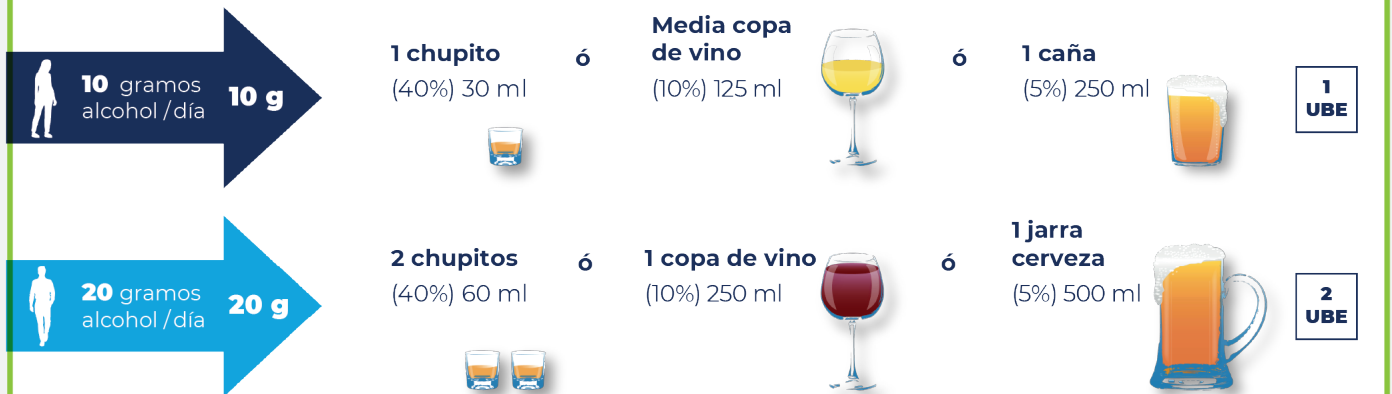 10 gramos
alcohol /día
10 g
1 chupito
(40%) 30 ml
ó
Media copa
de vino
(10%) 125 ml
ó
1 caña
(5%) 250 ml
1
UBE
20 gramos
alcohol /día
20 g
2 chupitos
(40%) 60 ml
ó
1 copa de vino
(10%) 250 ml
ó
1 jarra
cerveza
(5%) 500 ml
2
UBE